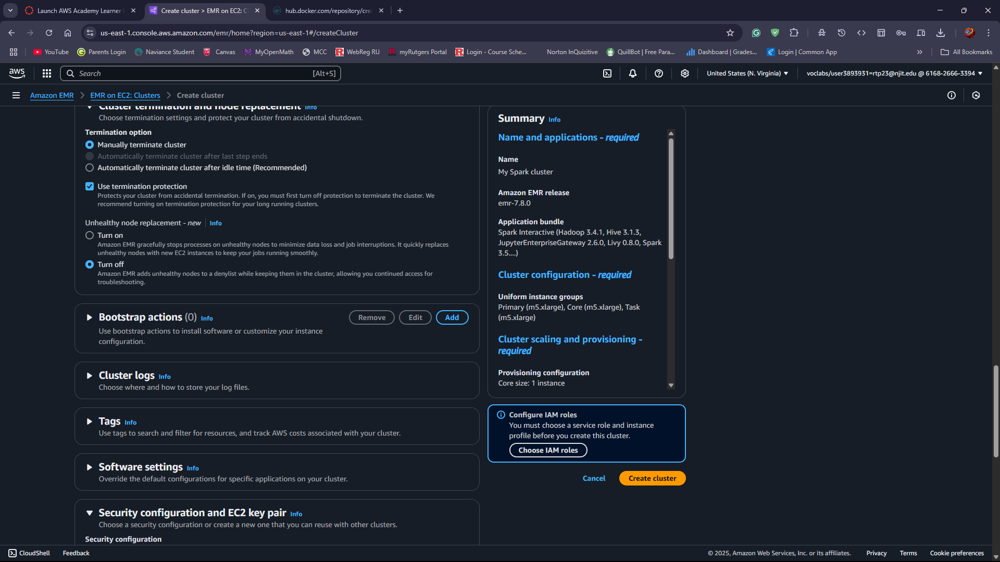 Launch AWS Academy Learner
Create cluster > EMR on EC2: C
hub.docker.com/repository/cre
us-east-1.console.aws.amazon.com/emr/home?region=us-east-1#/createCluster
YouTube
Parents Login
Naviance Student
Canvas
MyOpenMath
MCC
WebReg RU
myRutgers Portal
Login - Course Sche...
Norton InQuizitive
QuillBot | Free Para...
Dashboard | Grades...
Login | Common App
All Bookmarks
aws
Search
[Alt+S]
United States (N. Virginia)
voclabs/user3893931=rtp23@njit.edu @ 6168-2666-3394
Amazon EMR
EMR on EC2: Clusters
Create cluster
Cluster termination and node replacement Info
Choose termination settings and protect your cluster from accidental shutdown.
Termination option
Manually terminate cluster
Automatically terminate cluster after last step ends
Automatically terminate cluster after idle time (Recommended)
Use termination protection
Protects your cluster from accidental termination. If on, you must first turn off protection to terminate the cluster. We
recommend turning on termination protection for your long running clusters.
Unhealthy node replacement - new
Info
Turn on
Amazon EMR gracefully stops processes on unhealthy nodes to minimize data loss and job interruptions. It quickly replaces
unhealthy nodes with new EC2 instances to keep your jobs running smoothly.
Turn off
Amazon EMR adds unhealthy nodes to a denylist while keeping them in the cluster, allowing you continued access for
troubleshooting.
Bootstrap actions (0) Info
Remove
Edit
Add
Use bootstrap actions to install software or customize your instance
configuration.
Cluster logs Info
Choose where and how to store your log files.
Tags Info
Use tags to search and filter for resources, and track AWS costs associated with your cluster.
Software settings Info
Override the default configurations for specific applications on your cluster.
Security configuration and EC2 key pair Info
Choose a security configuration or create a new one that you can reuse with other clusters.
Security configuration
Summary Info
Name and applications - required
Name
My Spark cluster
Amazon EMR release
emr-7.8.0
Application bundle
Spark Interactive (Hadoop 3.4.1, Hive 3.1.3,
JupyterEnterpriseGateway 2.6.0, Livy 0.8.0, Spark
3.5....)
Cluster configuration - required
Uniform instance groups
Primary (m5.xlarge), Core (m5.xlarge), Task
(m5.xlarge)
Cluster scaling and provisioning -
required
Provisioning configuration
Core size: 1 instance
Configure IAM roles
You must choose a service role and instance
profile before you create this cluster.
Choose IAM roles
Cancel
Create cluster
CloudShell
Feedback
© 2025, Amazon Web Services, Inc. or its affiliates.
Privacy
Terms
Cookie preferences